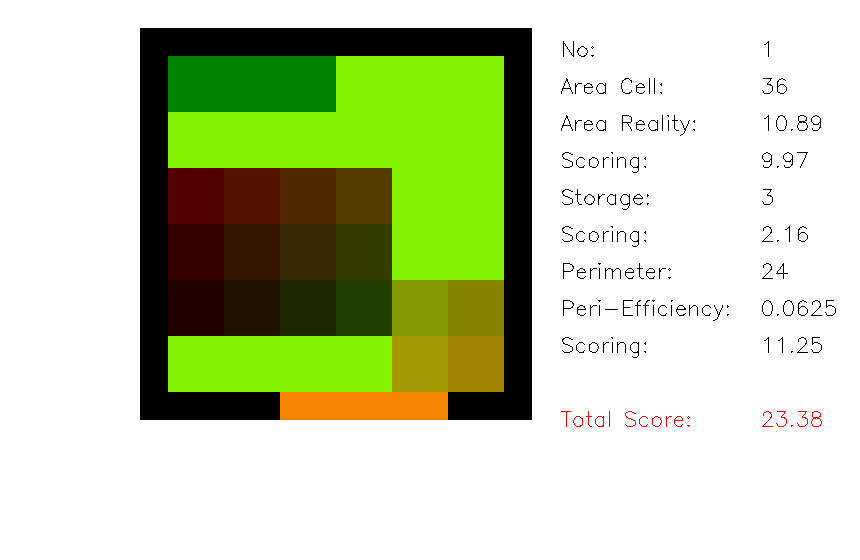 No: 1
Area Cell: 36
Area Reality: 10.89
Scoring: 9.97
Storage: 3
Scoring: 2.16
Perimeter: 24
Peri-Efficiency: 0.0625
Scoring: 11.25
Total Score: 23.38